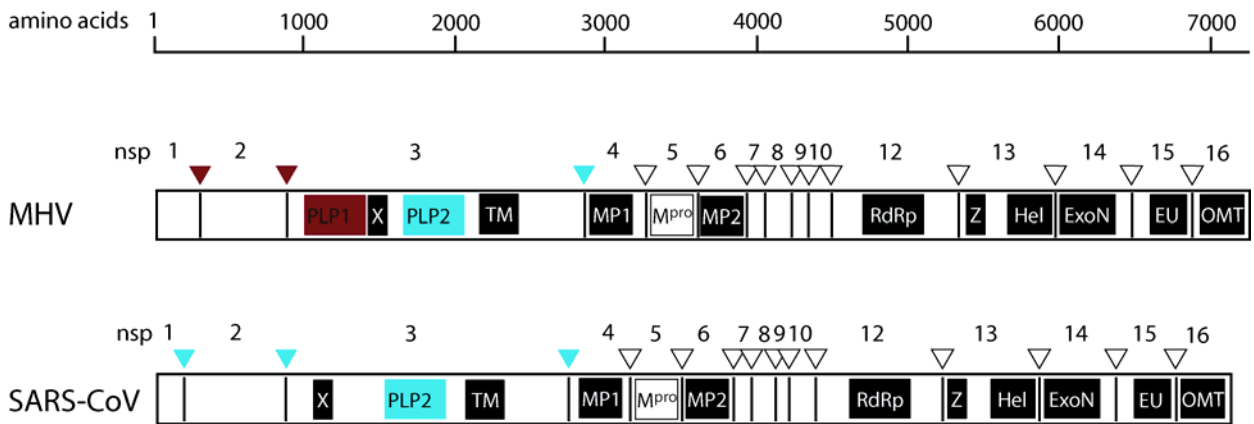 amino acids 1 1000 2000 3000 4000 5000 6000 7000
nsp 1 2 3 4 5 6 7 8 9 10 12 13 14 15 16
MHV PLP1 X PLP2 TM MP1 Mpro MP2 RdRp Z Hel ExoN EU OMT
nsp 1 2 3 4 5 6 7 8 9 10 12 13 14 15 16
SARS-CoV X PLP2 TM MP1 Mpro MP2 RdRp Z Hel ExoN EU OMT